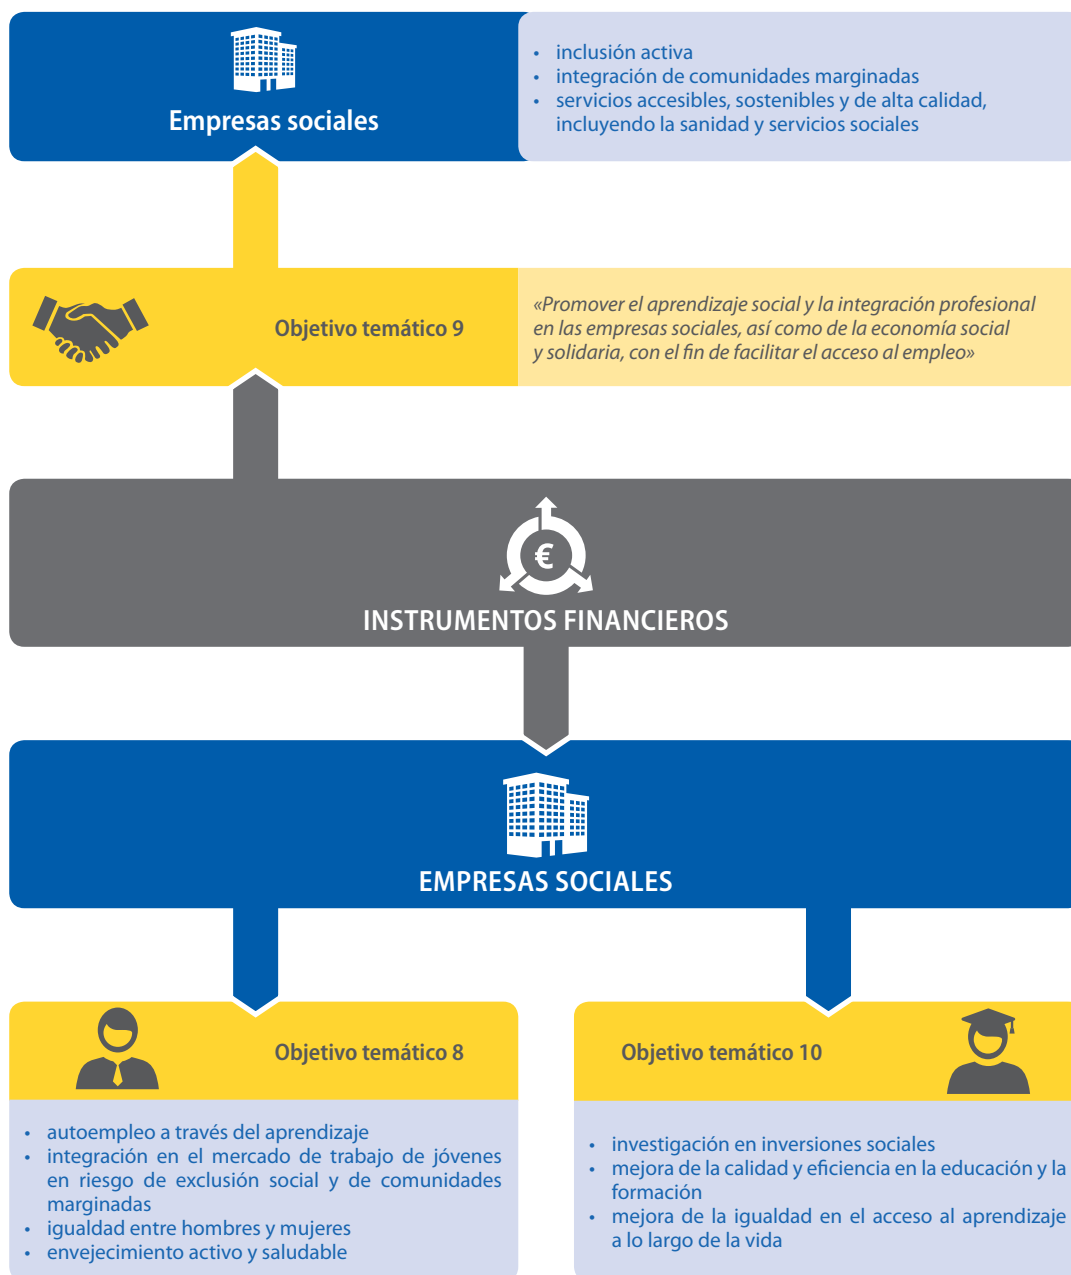 Empresas sociales
• inclusión activa
• integración de comunidades marginadas
• servicios accesibles, sostenibles y de alta calidad,
incluyendo la sanidad y servicios sociales
Objetivo temático 9
«Promover el aprendizaje social y la integración profesional
en las empresas sociales, así como de la economía social
y solidaria, con el fin de facilitar el acceso al empleo»
€
INSTRUMENTOS FINANCIEROS
EMPRESAS SOCIALES
Objetivo temático 8
• autoempleo a través del aprendizaje
• integración en el mercado de trabajo de jóvenes
en riesgo de exclusión social y de comunidades
marginadas
• igualdad entre hombres y mujeres
• envejecimiento activo y saludable
Objetivo temático 10
• investigación en inversiones sociales
• mejora de la calidad y eficiencia en la educación y la
formación
• mejora de la igualdad en el acceso al aprendizaje
a lo largo de la vida